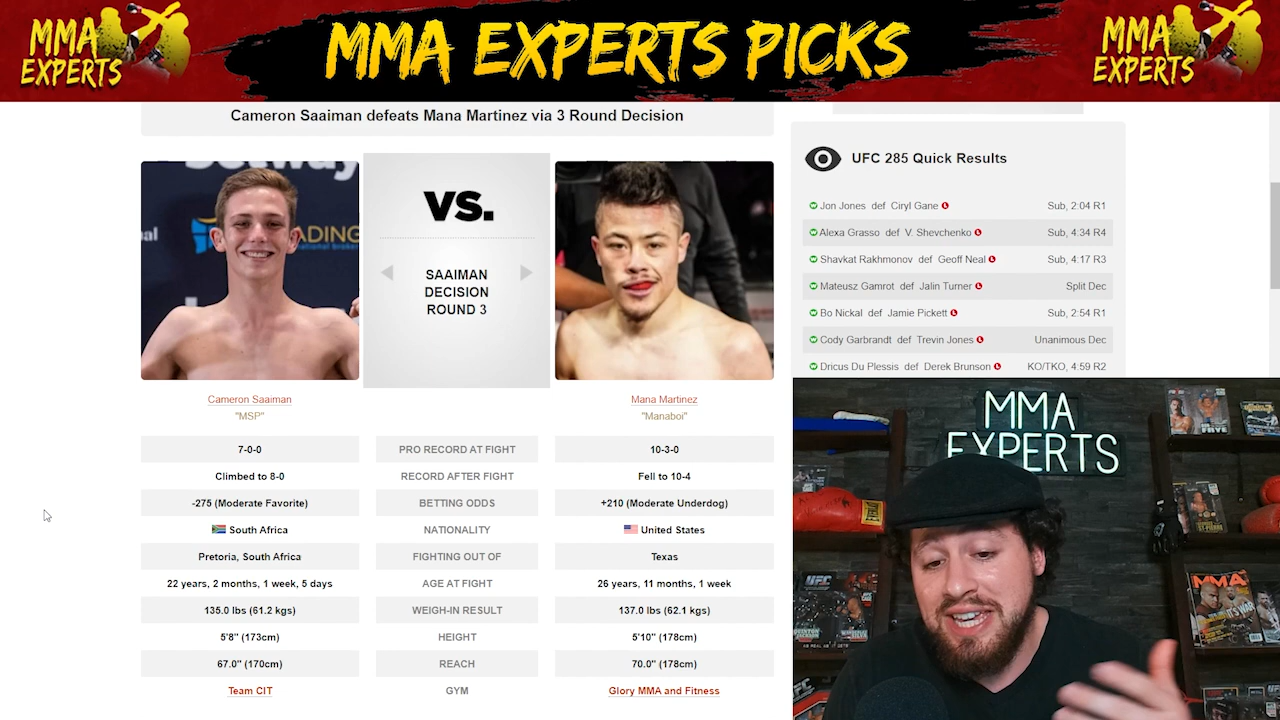 MMA EXPERTS
MMA EXPERTS PICKS
MMA EXPERTS
Cameron Saaiman defeats Mana Martinez via 3 Round Decision
VS.
SAAIMAN
DECISION
ROUND 3
Cameron Saaiman
"MSP"
Mana Martinez
"Manaboi"
7-0-0 PRO RECORD AT FIGHT 10-3-0
Climbed to 8-0 RECORD AFTER FIGHT Fell to 10-4
-275 (Moderate Favorite) BETTING ODDS +210 (Moderate Underdog)
South Africa NATIONALITY United States
Pretoria, South Africa FIGHTING OUT OF Texas
22 years, 2 months, 1 week, 5 days AGE AT FIGHT 26 years, 11 months, 1 week
135.0 lbs (61.2 kgs) WEIGH-IN RESULT 137.0 lbs (62.1 kgs)
5'8" (173cm) HEIGHT 5'10" (178cm)
67.0" (170cm) REACH 70.0" (178cm)
Team CIT GYM Glory MMA and Fitness
UFC 285 Quick Results
W Jon Jones def Ciryl Gane L Sub, 2:04 R1
W Alexa Grasso def V. Shevchenko L Sub, 4:34 R4
W Shavkat Rakhmonov def Geoff Neal L Sub, 4:17 R3
W Mateusz Gamrot def Jalin Turner L Split Dec
W Bo Nickal def Jamie Pickett L Sub, 2:54 R1
W Cody Garbrandt def Trevin Jones L Unanimous Dec
W Dricus Du Plessis def Derek Brunson L KO/TKO, 4:59 R2
MMA
EXPERTS
FRYE
UFC
MMA
UFC